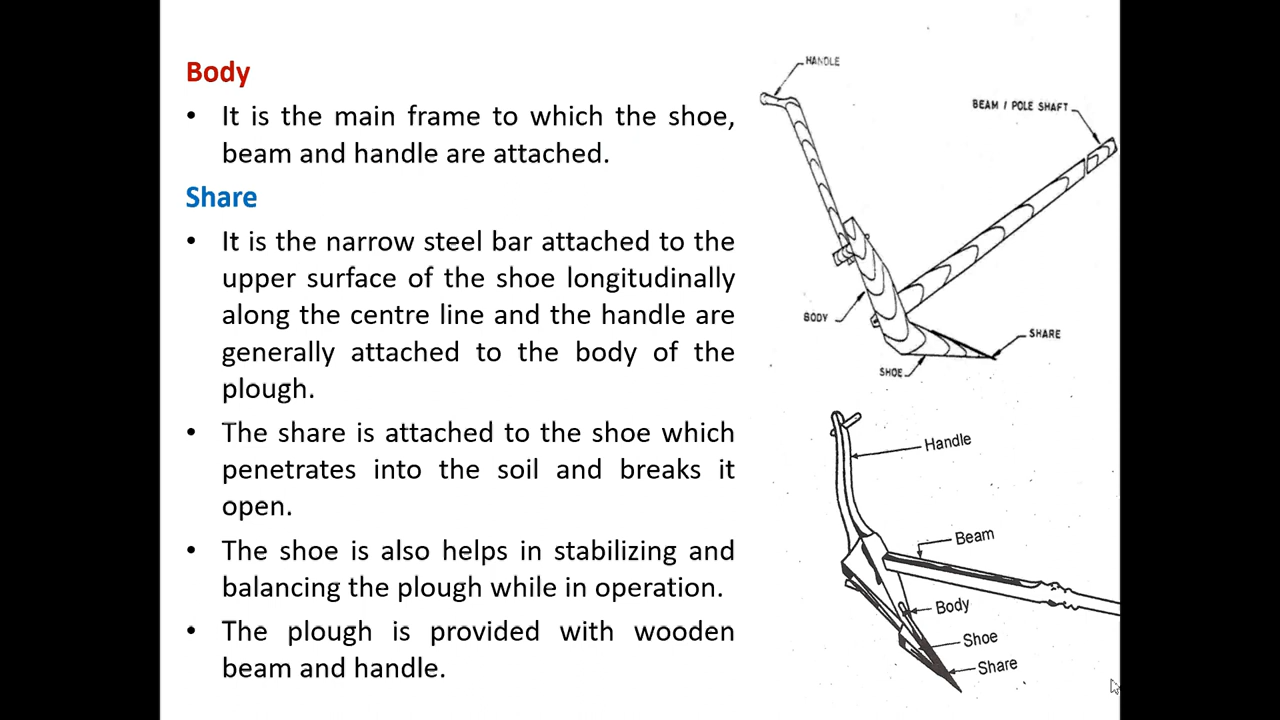 Body
• It is the main frame to which the shoe,
beam and handle are attached.
Share
• It is the narrow steel bar attached to the
upper surface of the shoe longitudinally
along the centre line and the handle are
generally attached to the body of the
plough.
• The share is attached to the shoe which
penetrates into the soil and breaks it
open.
• The shoe is also helps in stabilizing and
balancing the plough while in operation.
• The plough is provided with wooden
beam and handle.
HANDLE
BEAM / POLE SHAFT
BODY
SHARE
SHOE
Handle
Beam
Body
Shoe
Share